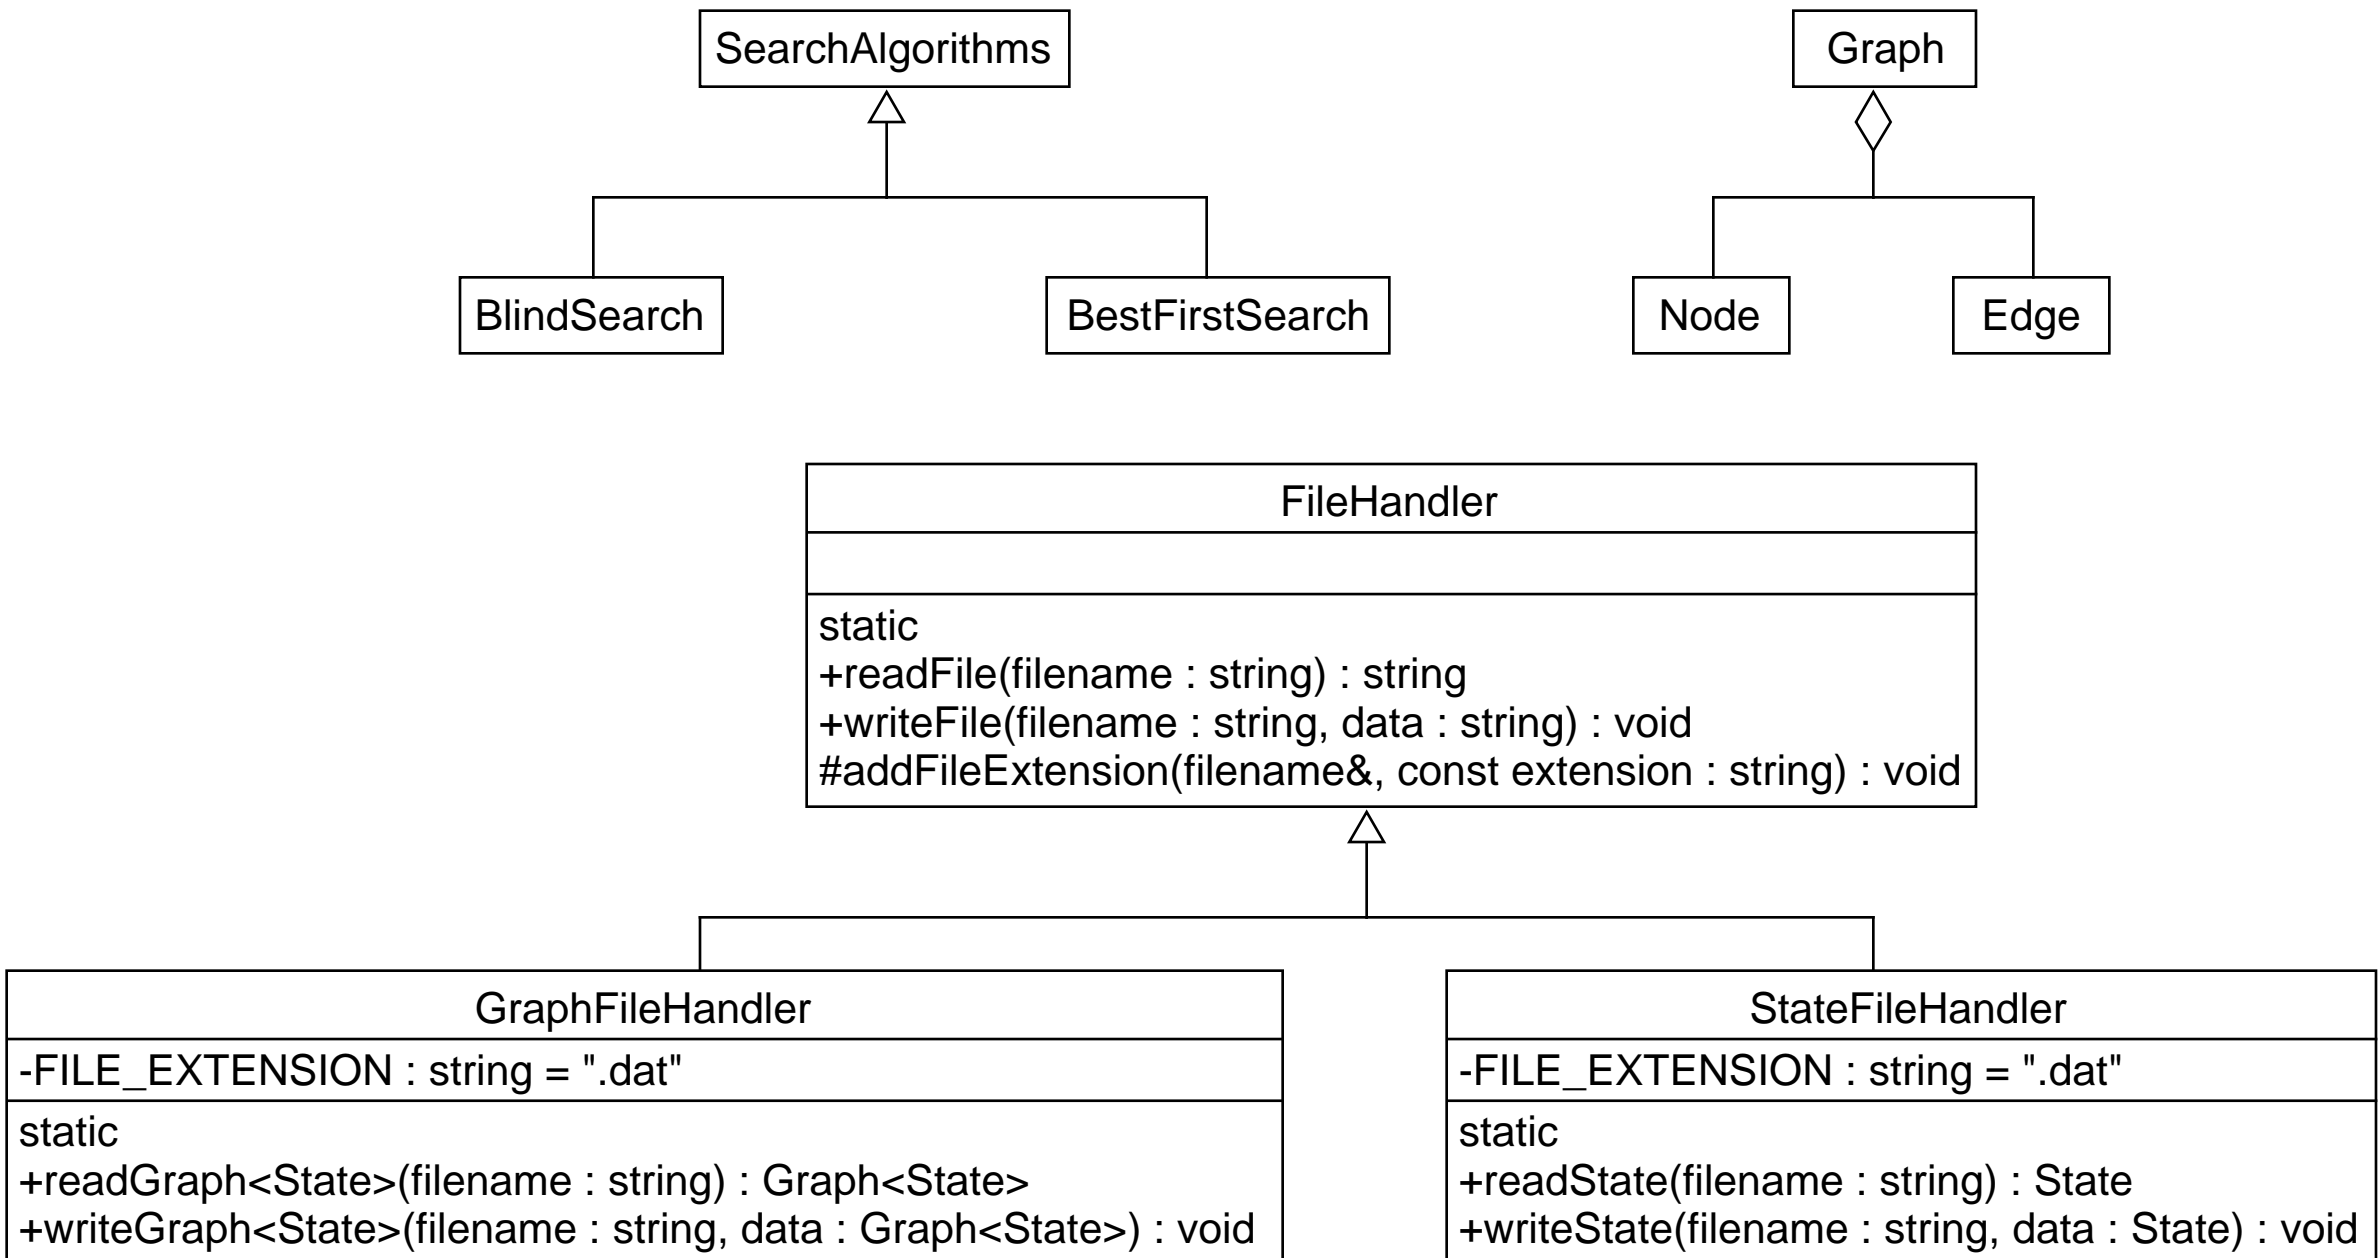 SearchAlgorithms
Graph
BlindSearch
BestFirstSearch
Node
Edge
FileHandler
static
+readFile(filename : string) : string
+writeFile(filename : string, data : string) : void
#addFileExtension(filename&, const extension : string) : void
GraphFileHandler
-FILE_EXTENSION : string = ".dat"
static
+readGraph<State>(filename : string) : Graph<State>
+writeGraph<State>(filename : string, data : Graph<State>) : void
StateFileHandler
-FILE_EXTENSION : string = ".dat"
static
+readState(filename : string) : State
+writeState(filename : string, data : State) : void